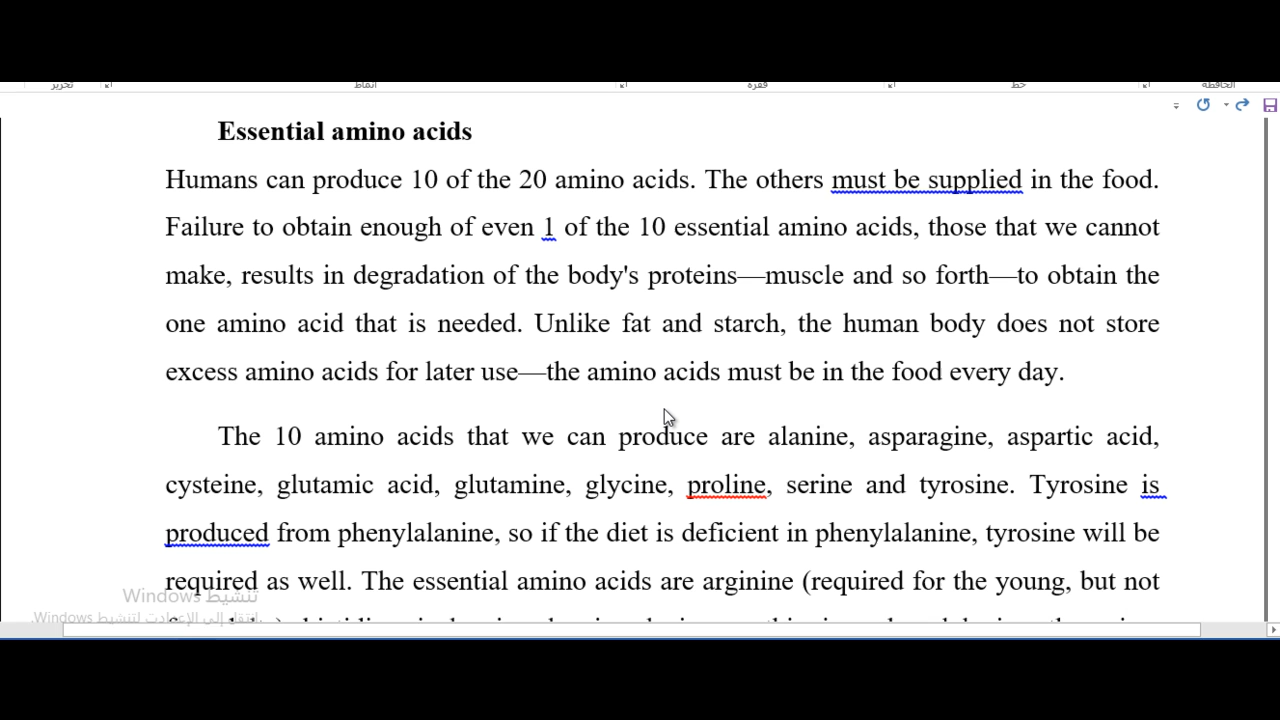 تحرير أنماط فقرة خط الحافظة
Essential amino acids
Humans can produce 10 of the 20 amino acids. The others must be supplied in the food.
Failure to obtain enough of even 1 of the 10 essential amino acids, those that we cannot
make, results in degradation of the body's proteins—muscle and so forth—to obtain the
one amino acid that is needed. Unlike fat and starch, the human body does not store
excess amino acids for later use—the amino acids must be in the food every day.
The 10 amino acids that we can produce are alanine, asparagine, aspartic acid,
cysteine, glutamic acid, glutamine, glycine, proline, serine and tyrosine. Tyrosine is
produced from phenylalanine, so if the diet is deficient in phenylalanine, tyrosine will be
required as well. The essential amino acids are arginine (required for the young, but not
تنشيط Windows
انتقل إلى الإعدادت لتنشيط Windows.